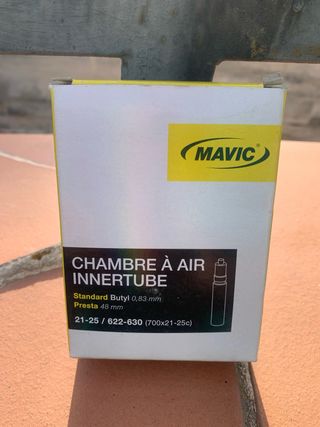 MAVIC
CHAMBRE À AIR
INNERTUBE
Standard Butyl 0,83 mm
Presta 48 mm
21-25 / 622-630 (700x21-25c)